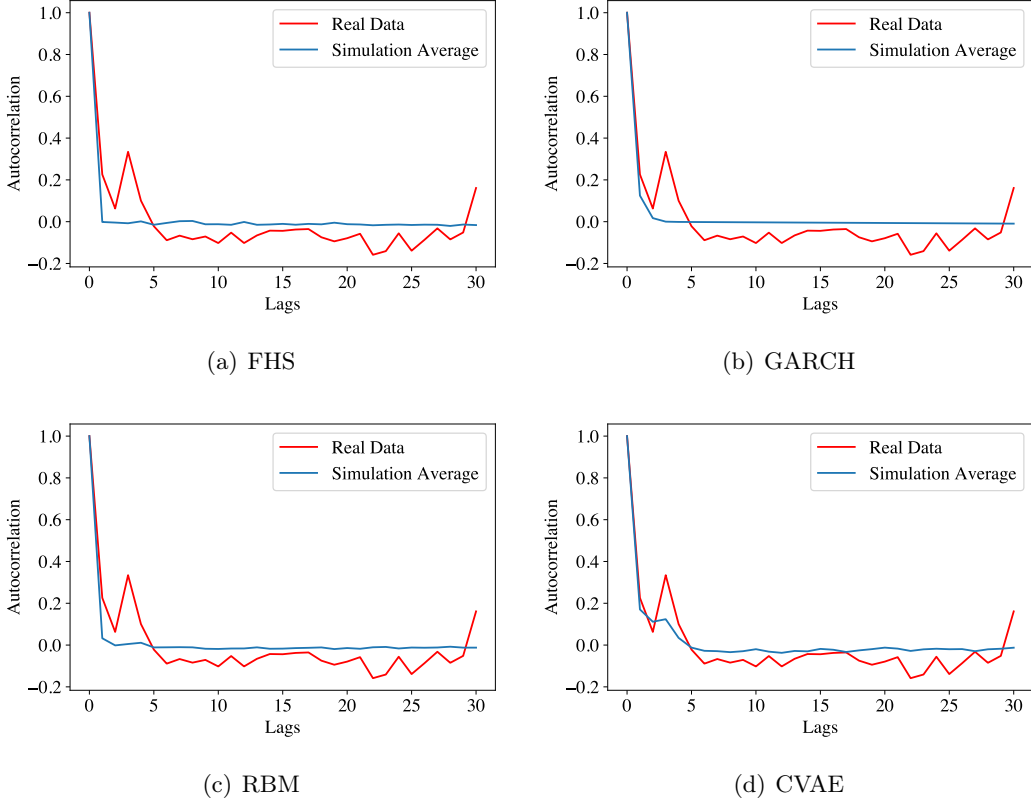 1.0
0.8
0.6
0.4
0.2
0.0
−0.2
Autocorrelation
Real Data
Simulation Average
0 5 10 15 20 25 30
Lags
(a) FHS
1.0
0.8
0.6
0.4
0.2
0.0
−0.2
Autocorrelation
Real Data
Simulation Average
0 5 10 15 20 25 30
Lags
(b) GARCH
1.0
0.8
0.6
0.4
0.2
0.0
−0.2
Autocorrelation
Real Data
Simulation Average
0 5 10 15 20 25 30
Lags
(c) RBM
1.0
0.8
0.6
0.4
0.2
0.0
−0.2
Autocorrelation
Real Data
Simulation Average
0 5 10 15 20 25 30
Lags
(d) CVAE